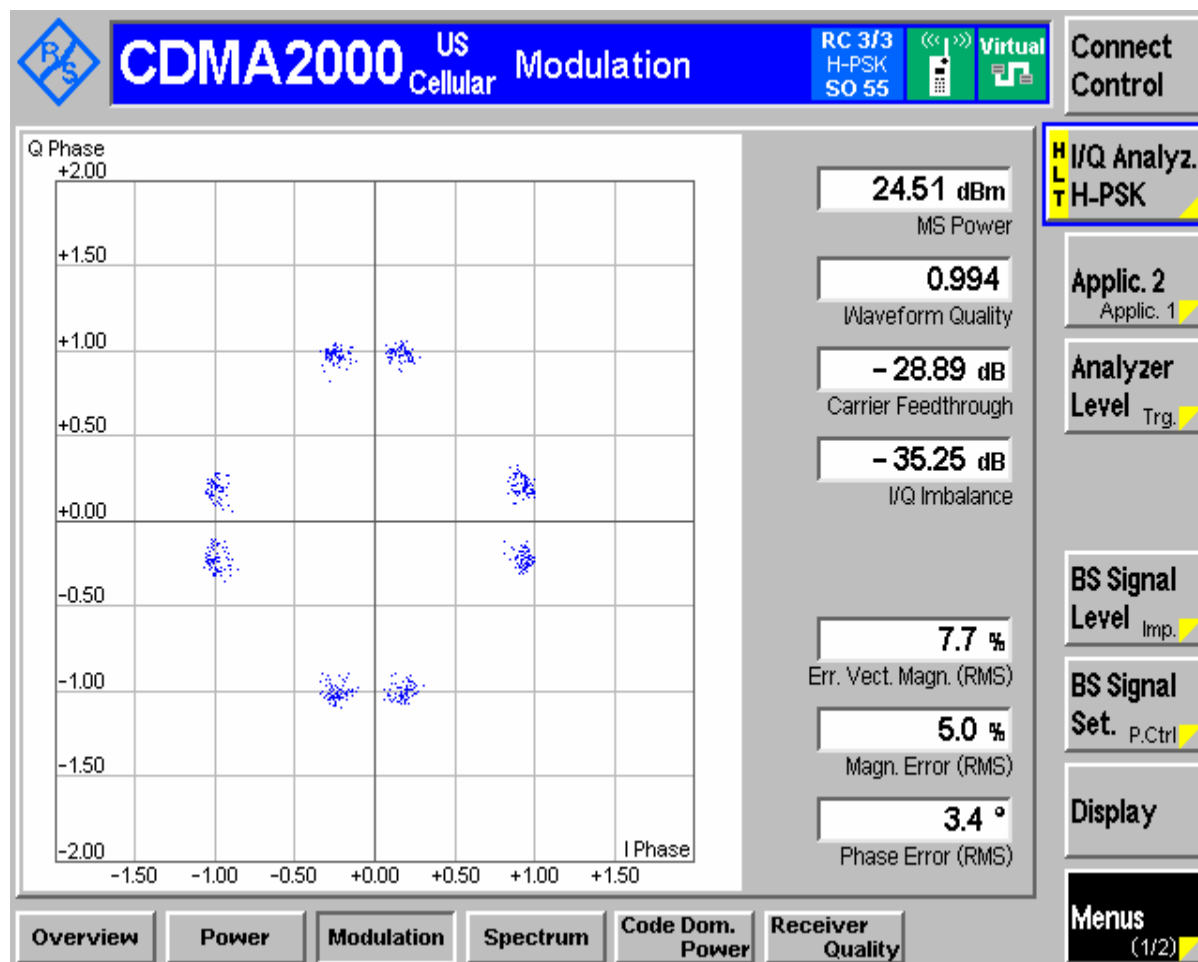 R/S
CDMA2000 US Cellular Modulation
RC 3/3
H-PSK
SO 55
Virtual
Connect
Control
HLT
I/Q Analyz.
H-PSK
Applic. 2
Applic. 1
Analyzer
Level Trg.
BS Signal
Level Imp.
BS Signal
Set. P.Ctrl
Display
Menus
(1/2)
Q Phase
+2.00
+1.50
+1.00
+0.50
+0.00
-0.50
-1.00
-1.50
-2.00
I Phase
-1.50 -1.00 -0.50 +0.00 +0.50 +1.00 +1.50
24.51 dBm
MS Power
0.994
Waveform Quality
- 28.89 dB
Carrier Feedthrough
- 35.25 dB
I/Q Imbalance
7.7 %
Err. Vect. Magn. (RMS)
5.0 %
Magn. Error (RMS)
3.4 °
Phase Error (RMS)
Overview
Power
Modulation
Spectrum
Code Dom.
Power
Receiver
Quality